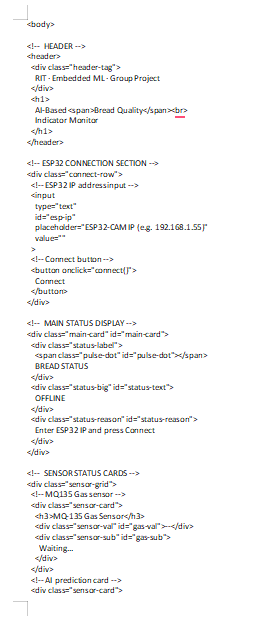 <body>
<!-- HEADER -->
<header>
<div class="header-tag">
RIT - Embedded ML - Group Project
</div>
<h1>
AI-Based <span>Bread Quality</span><br>
Indicator Monitor
</h1>
</header>
<!-- ESP32 CONNECTION SECTION -->
<div class="connect-row">
<!-- ESP32 IP address input -->
<input
type="text"
id="esp-ip"
placeholder="ESP32-CAM IP (e.g. 192.168.1.55)"
value=""
>
<!-- Connect button -->
<button onclick="connect()">
Connect
</button>
</div>
<!-- MAIN STATUS DISPLAY -->
<div class="main-card" id="main-card">
<div class="status-label">
<span class="pulse-dot" id="pulse-dot"></span>
BREAD STATUS
</div>
<div class="status-big" id="status-text">
OFFLINE
</div>
<div class="status-reason" id="status-reason">
Enter ESP32 IP and press Connect
</div>
</div>
<!-- SENSOR STATUS CARDS -->
<div class="sensor-grid">
<!-- MQ135 Gas sensor -->
<div class="sensor-card">
<h3>MQ-135 Gas Sensor</h3>
<div class="sensor-val" id="gas-val">--</div>
<div class="sensor-sub" id="gas-sub">
Waiting...
</div>
</div>
<!-- AI prediction card -->
<div class="sensor-card">